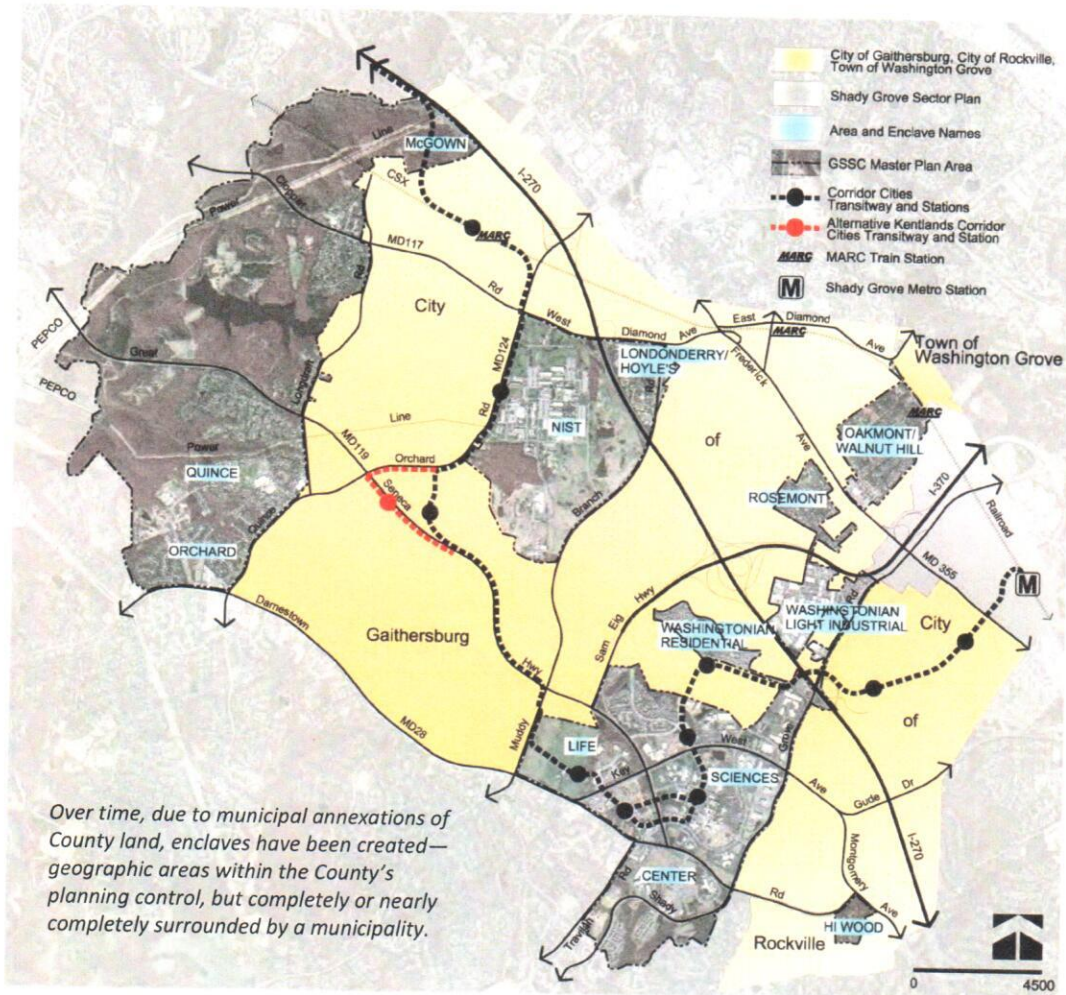 City of Gaithersburg, City of Rockville,
Town of Washington Grove
Shady Grove Sector Plan
Area and Enclave Names
GSSC Master Plan Area
Corridor Cities
Transitway and Stations
Alternative Kentlands Corridor
Cities Transitway and Station
MARC MARC Train Station
M Shady Grove Metro Station
McGOWN
Line
Power
Clopper
CSX
I-270
MARC
MD117
Rd
Rd
City
West
Diamond
Ave
East
Diamond
Ave
MARC
Town of
Washington Grove
PEPCO
Great
PEPCO
Longdraft
MD124
Rd
LONDONDERRY/
HOYLE'S
Rd
Frederick
Ave
NIST
of
OAKMONT/
WALNUT HILL
MARC
Line
Power
MD119
Orchard
Seneca
QUINCE
Quince
ORCHARD
Branch
ROSEMONT
I-370
Railroad
MD 355
M
Darnestown
Gaithersburg
Sam
Eig
Hwy
WASHINGTONIAN
LIGHT INDUSTRIAL
Rd
WASHINGTONIAN
RESIDENTIAL
City
Hwy
MD28
Muddy
LIFE
Key
West
Ave
Grove
SCIENCES
of
Gude
Dr
I-270
Montgomery
Ave
CENTER
Rd
Shady
Travilah
Rd
HI WOOD
Rockville
Over time, due to municipal annexations of
County land, enclaves have been created—
geographic areas within the County's
planning control, but completely or nearly
completely surrounded by a municipality.
0 4500